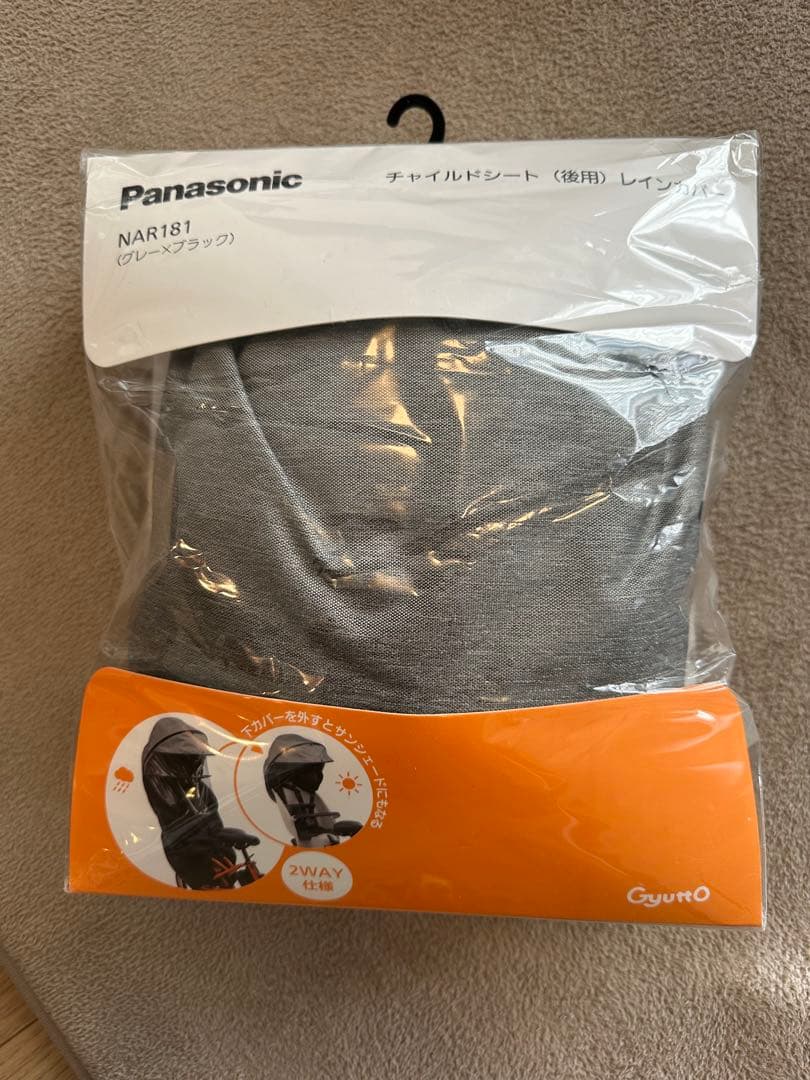 Panasonic
チャイルドシート（後用）レインカバー
NAR181
（グレー×ブラック）
下カバーを外すとサンシェードにもなる
2WAY
仕様
Gyutto